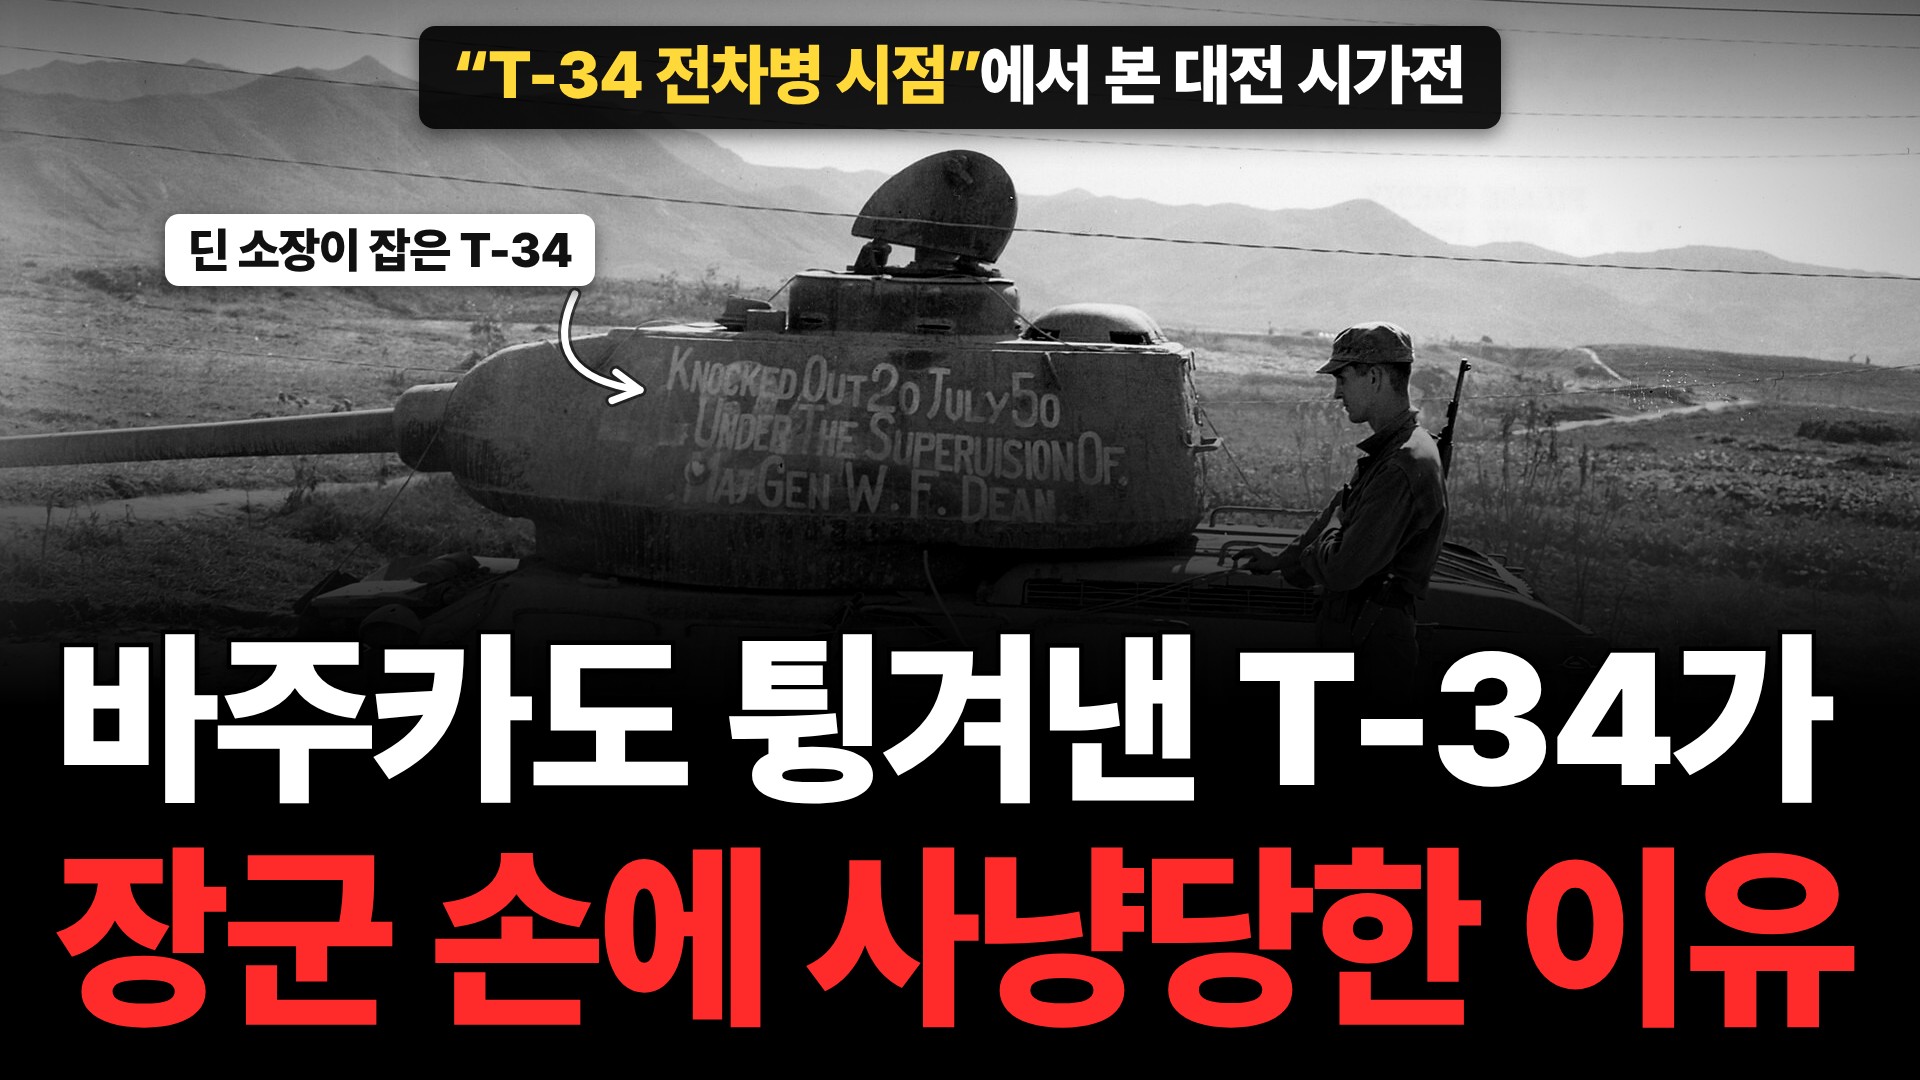 “T-34 전차병 시점”에서 본 대전 시가전
딘 소장이 잡은 T-34
KNOCKED OUT 20 JULY 50
UNDER THE SUPERUISION OF.
MAJ GEN W. F. DEAN.
바주카도 튕겨낸 T-34가
장군 손에 사냥당한 이유